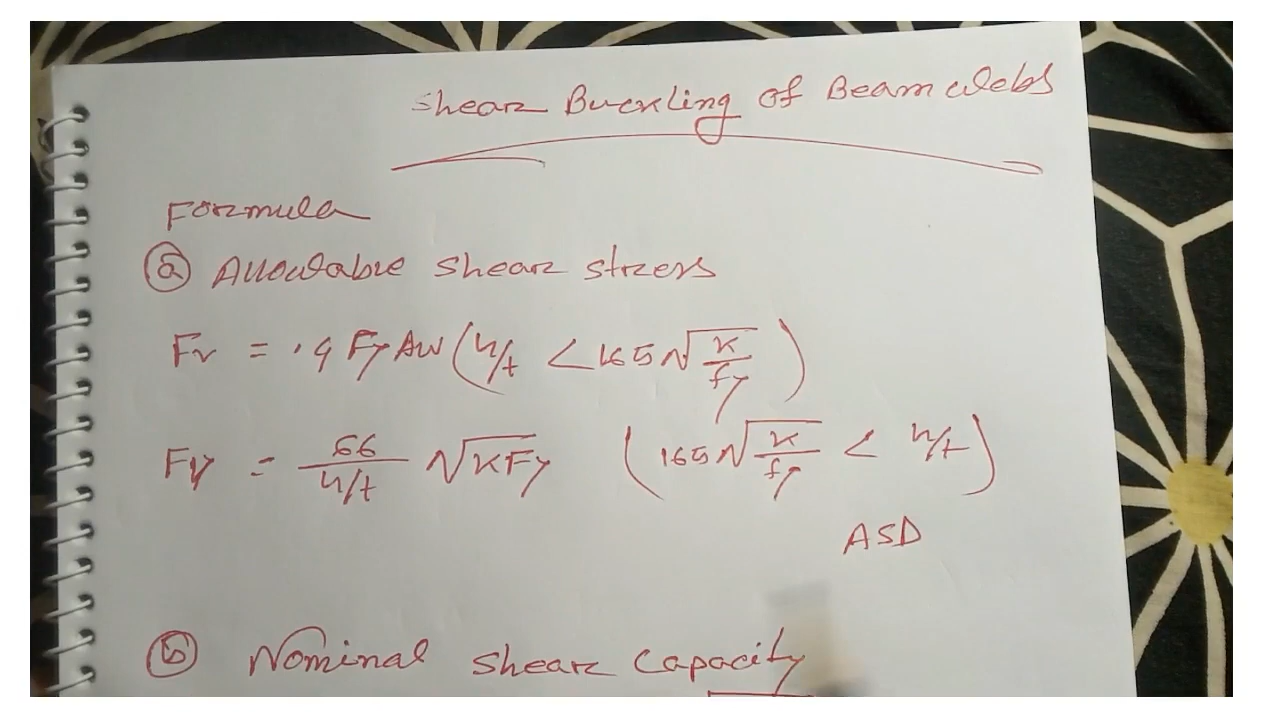 Shear Buckling of Beam Webs
Formula
(a) Allowable shear stress
Fv = .4 Fy Aw (h/t < 165√(k/fy))
Fv = 66/(h/t) √(kFy) (165√(k/fy) < h/t)
ASD
(b) Nominal shear capacity